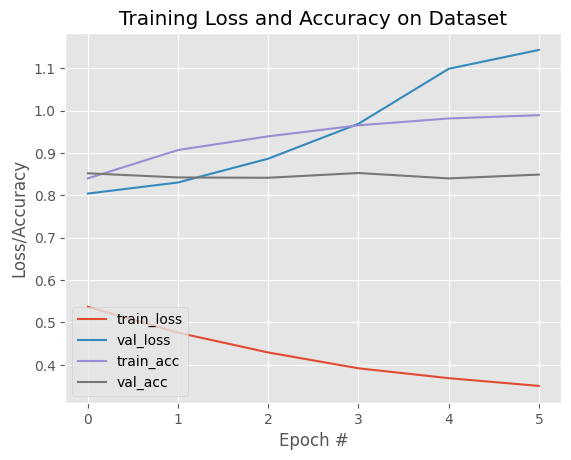 Training Loss and Accuracy on Dataset
1.1
1.0
0.9
0.8
0.7
0.6
0.5
0.4
Loss/Accuracy
train_loss
val_loss
train_acc
val_acc
0 1 2 3 4 5
Epoch #